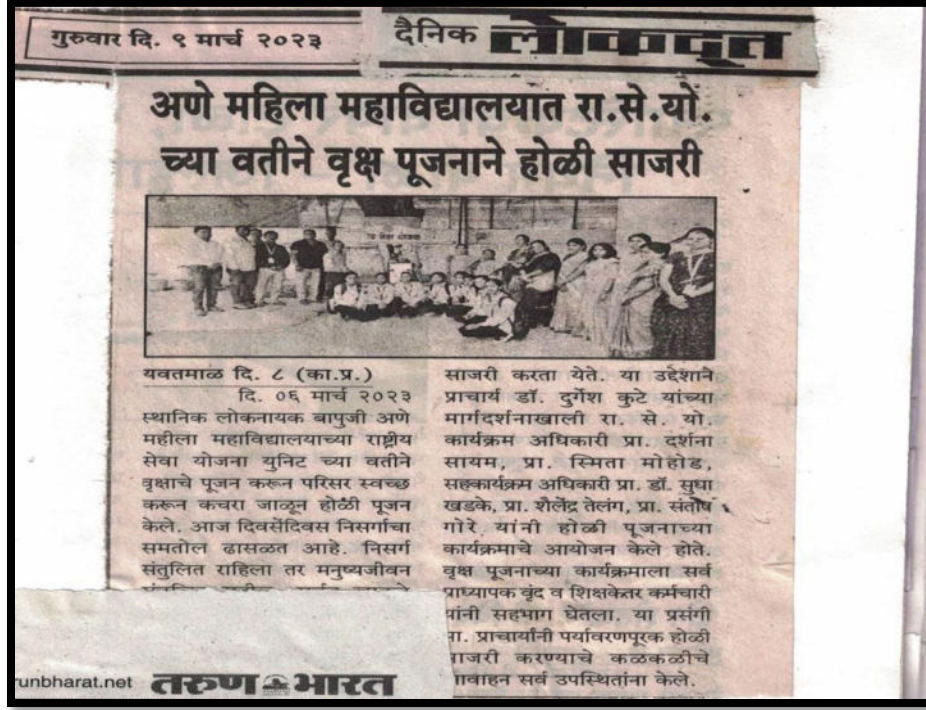 गुरुवार दि. ९ मार्च २०२३
दैनिक लोकदूत
अणे महिला महाविद्यालयात रा.से.यो.
च्या वतीने वृक्ष पूजनाने होळी साजरी
यवतमाळ दि. ८ (का.प्र.)
दि. ०६ मार्च २०२३
स्थानिक लोकनायक बापुजी अणे
महीला महाविद्यालयाच्या राष्ट्रीय
सेवा योजना युनिट च्या वतीने
वृक्षाचे पूजन करून परिसर स्वच्छ
करून कचरा जाळून होळी पूजन
केले. आज दिवसेंदिवस निसर्गाचा
समतोल ढासळत आहे. निसर्ग
संतुलित राहिला तर मनुष्यजीवन
साजरी करता येते. या उद्देशाने
प्राचार्य डॉ. दुर्गेश कुटे यांच्या
मार्गदर्शनाखाली रा. से. यो.
कार्यक्रम अधिकारी प्रा. दर्शना
सायम, प्रा. स्मिता मोहोड,
सहकार्यक्रम अधिकारी प्रा. डॉ. सुधा
खडके, प्रा. शैलेंद्र तेलंग, प्रा. संतोष
गोरे यांनी होळी पूजनाच्या
कार्यक्रमाचे आयोजन केले होते.
वृक्ष पूजनाच्या कार्यक्रमाला सर्व
प्राध्यापक वृंद व शिक्षकेतर कर्मचारी
यांनी सहभाग घेतला. या प्रसंगी
मा. प्राचार्यांनी पर्यावरणपूरक होळी
साजरी करण्याचे कळकळीचे
आवाहन सर्व उपस्थितांना केले.
runbharat.net तरुण भारत